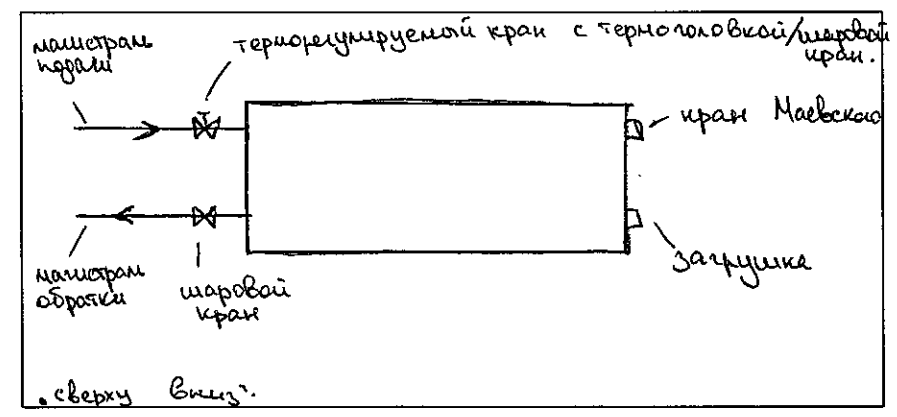 магистраль
подачи
терморегулируемый кран с термоголовкой/шаровой
кран.
кран Маевского
магистраль
обратки
шаровой
кран
заглушка
"сверху вниз".